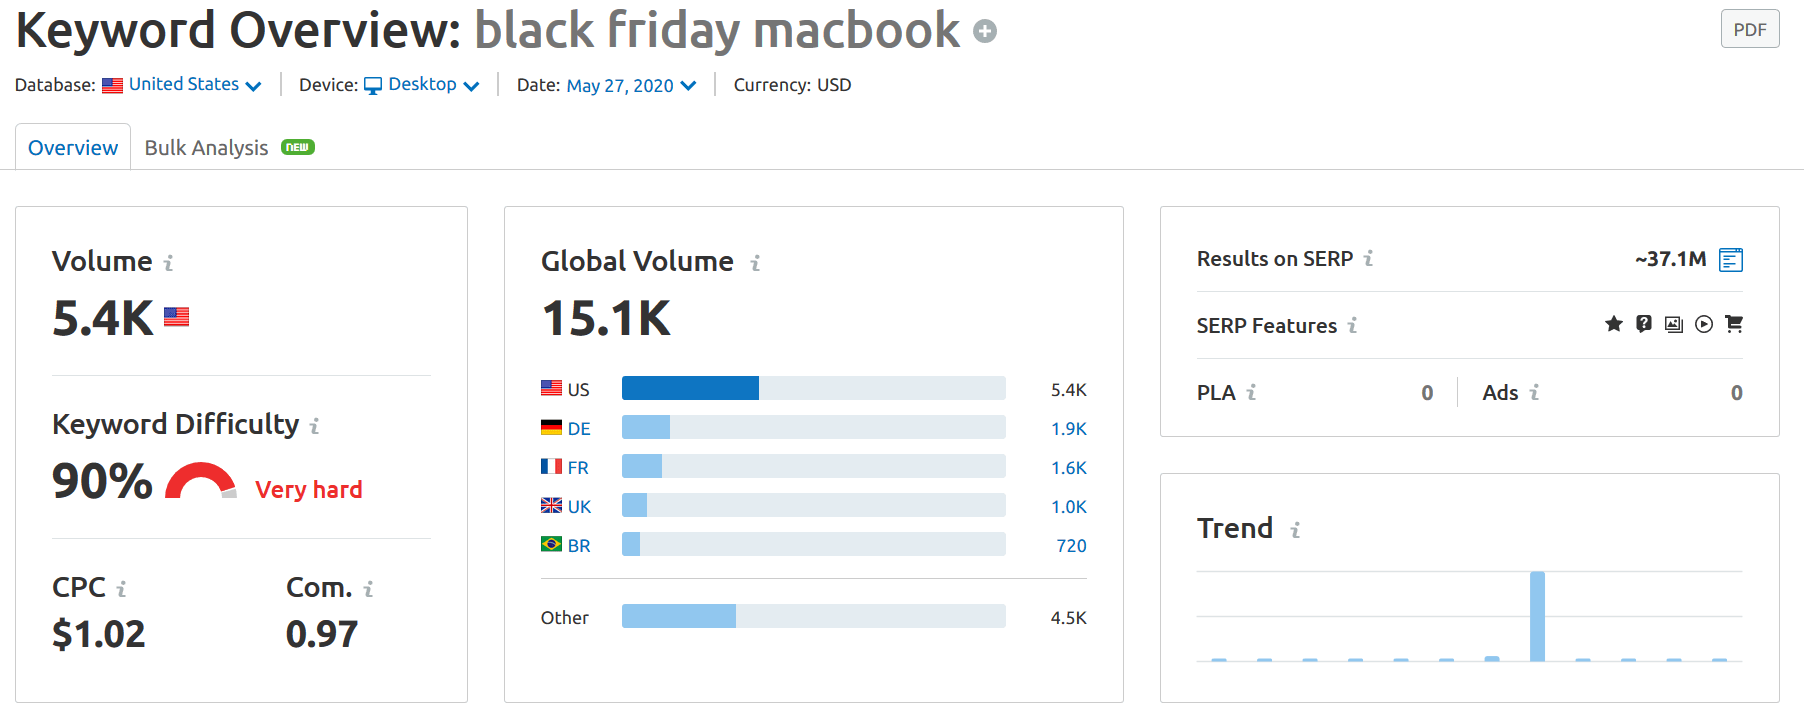 Keyword Overview: black friday macbook
PDF
Database: United States Device: Desktop Date: May 27, 2020 Currency: USD
Overview Bulk Analysis NEW
Volume
5.4K
Keyword Difficulty
90% Very hard
CPC Com.
$1.02 0.97
Global Volume
15.1K
US 5.4K
DE 1.9K
FR 1.6K
UK 1.0K
BR 720
Other 4.5K
Results on SERP ~37.1M
SERP Features
PLA 0 Ads 0
Trend